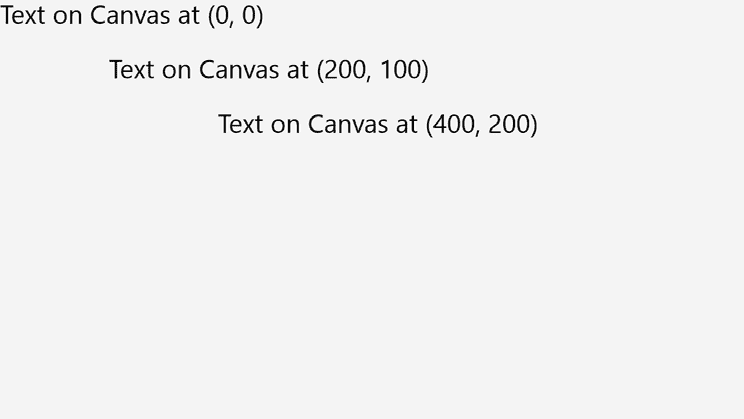 Text on Canvas at (0, 0)
Text on Canvas at (200, 100)
Text on Canvas at (400, 200)